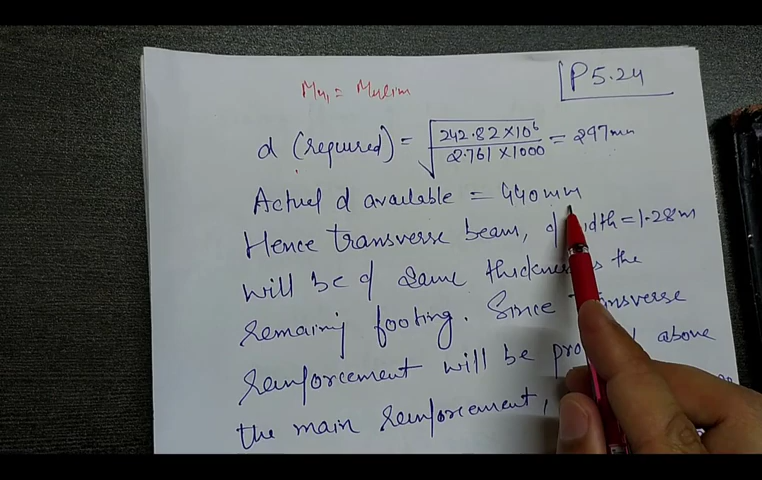 P5.24
Mu1 = Mulim
d (required) = √(242.82×10⁶ / 2.761×1000) = 297mm
Actual d available = 440mm
Hence transverse beam, of width = 1.28m
will be of same thickness as the
remaining footing. Since transverse
reinforcement will be above
the main reinforcement,